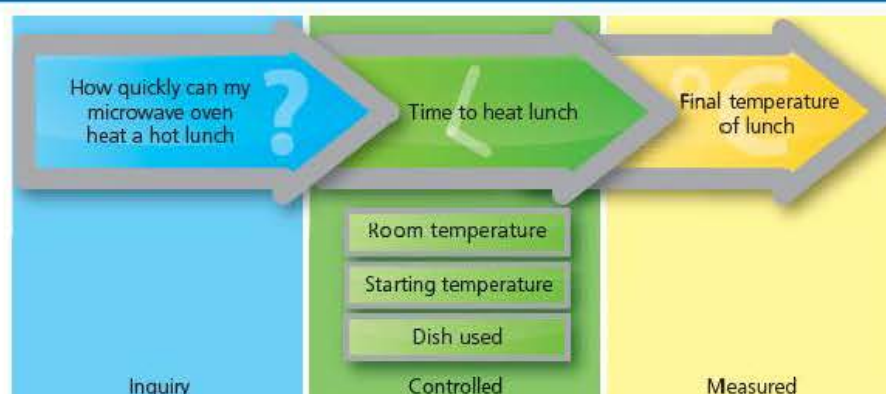 How quickly can my
microwave oven
heat a hot lunch
?
Time to heat lunch
°C
Final temperature
of lunch
Room temperature
Starting temperature
Dish used
Inquiry
Controlled
Measured